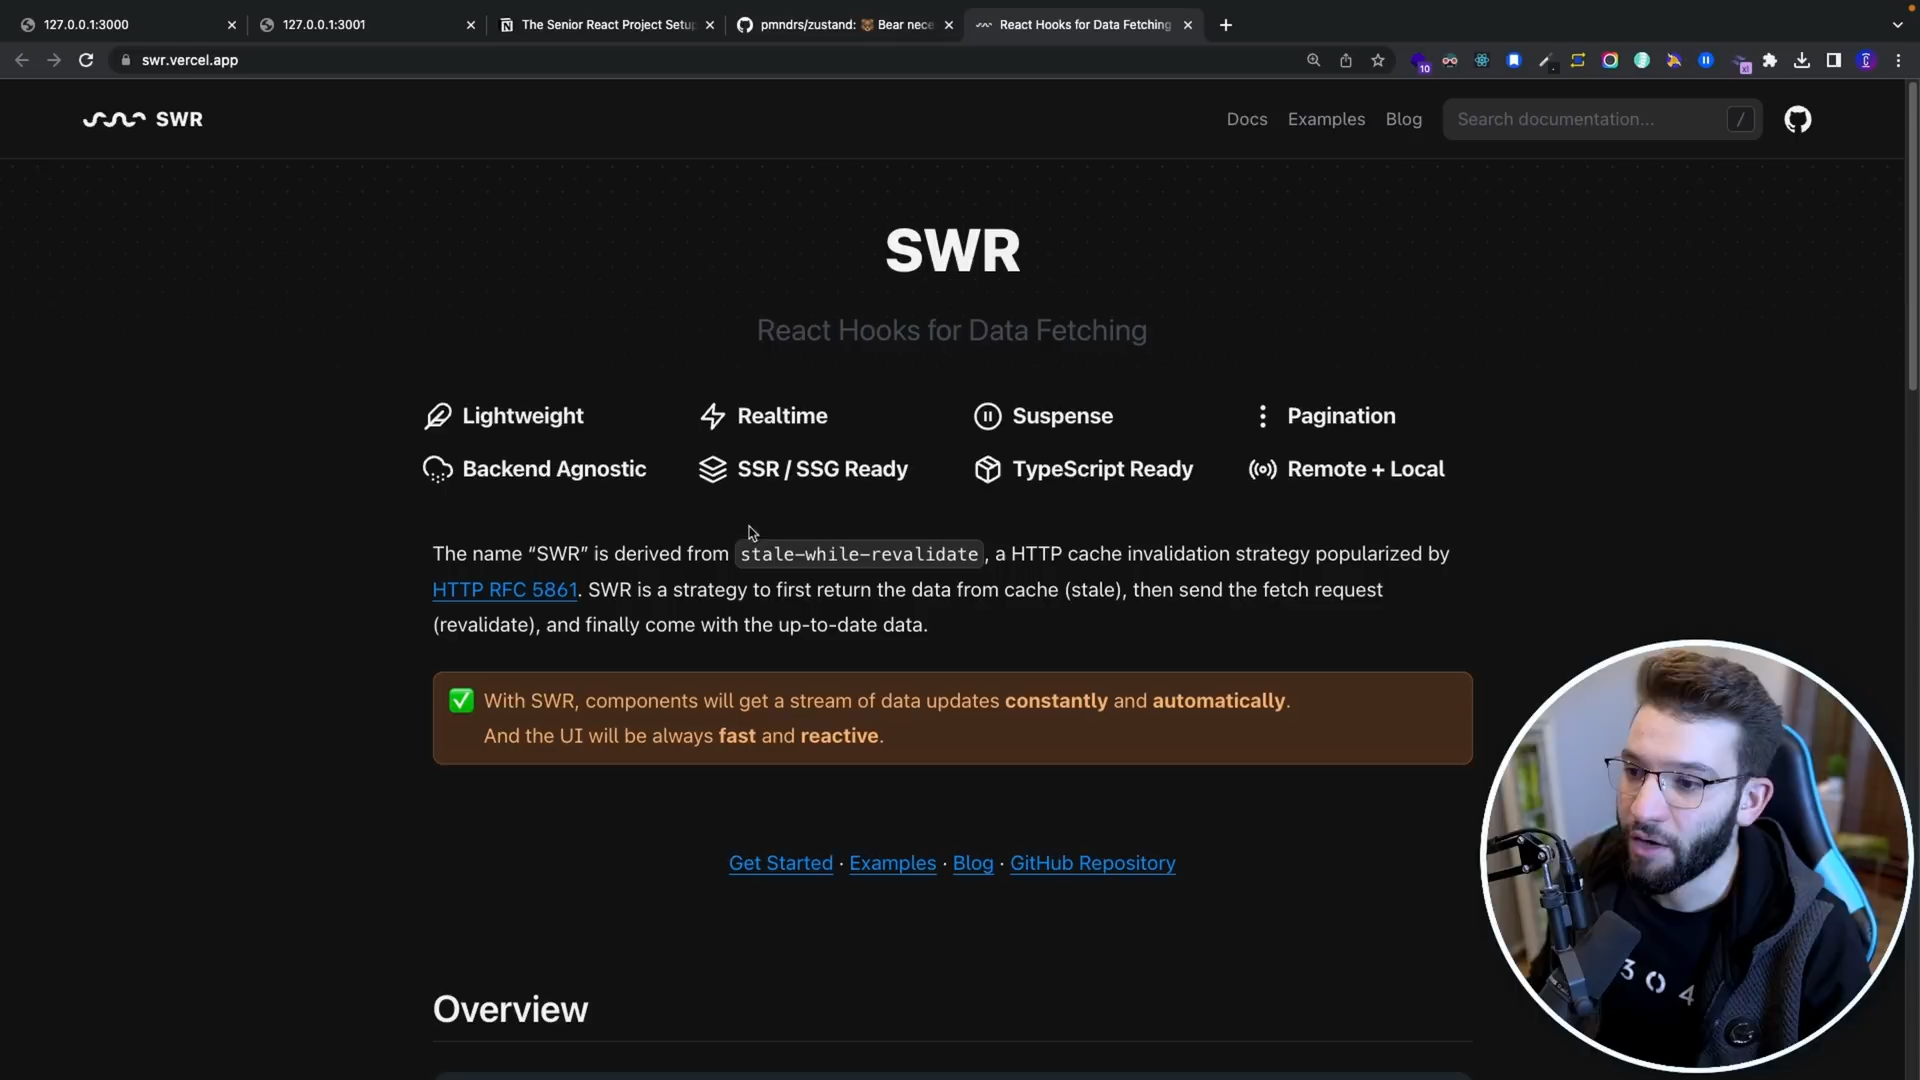 127.0.0.1:3000
127.0.0.1:3001
The Senior React Project Setu
pmndrs/zustand: 🐻 Bear nece
React Hooks for Data Fetching
swr.vercel.app
10
xl
SWR
Docs
Examples
Blog
Search documentation...
/
SWR
React Hooks for Data Fetching
Lightweight
Realtime
Suspense
Pagination
Backend Agnostic
SSR / SSG Ready
TypeScript Ready
Remote + Local
The name “SWR” is derived from stale-while-revalidate, a HTTP cache invalidation strategy popularized by
HTTP RFC 5861. SWR is a strategy to first return the data from cache (stale), then send the fetch request
(revalidate), and finally come with the up-to-date data.
✅ With SWR, components will get a stream of data updates constantly and automatically.
And the UI will be always fast and reactive.
Get Started · Examples · Blog · GitHub Repository
Overview
304